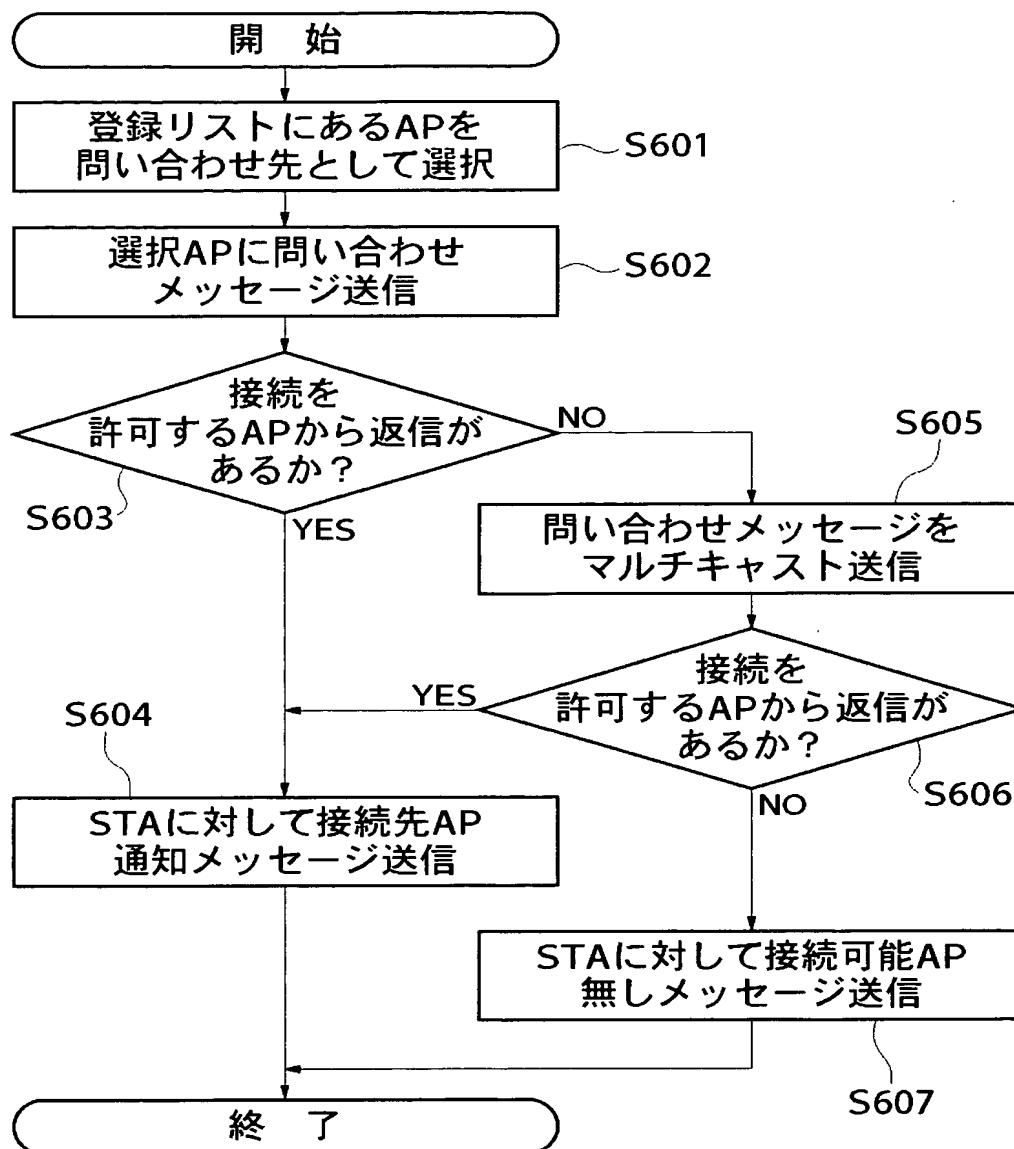 開 始
登録リストにあるAPを
問い合わせ先として選択
S601
選択APに問い合わせ
メッセージ送信
S602
接続を
許可するAPから返信が
あるか?
S603
NO
YES
S605
問い合わせメッセージを
マルチキャスト送信
接続を
許可するAPから返信が
あるか?
YES
S606
NO
S604
STAに対して接続先AP
通知メッセージ送信
STAに対して接続可能AP
無しメッセージ送信
S607
終 了